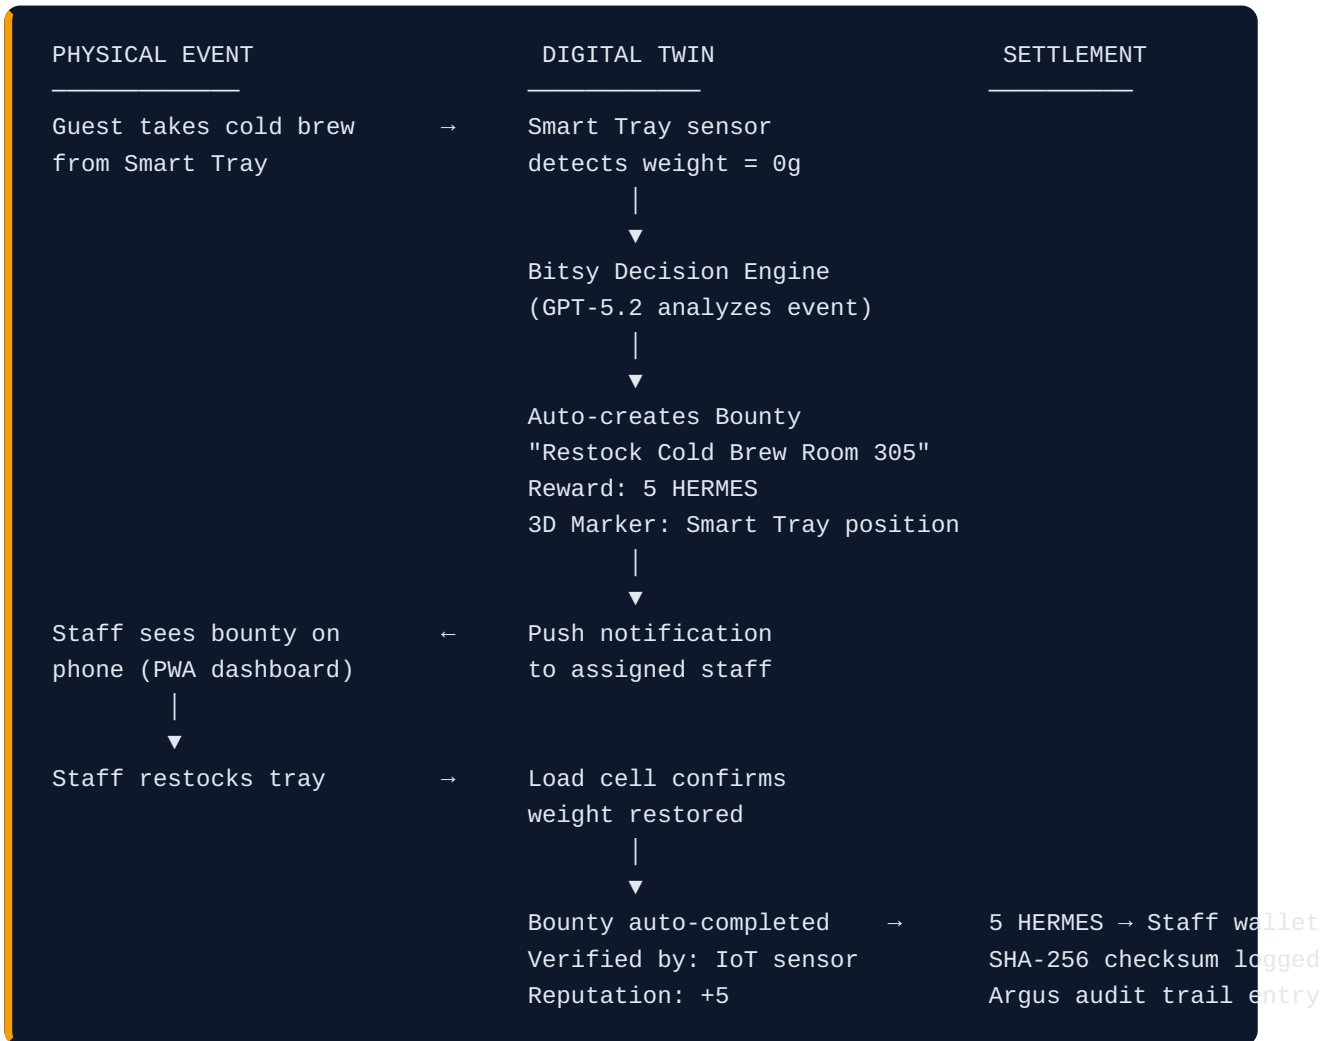 PHYSICAL EVENT DIGITAL TWIN SETTLEMENT
───────────── ──────────── ──────────
Guest takes cold brew → Smart Tray sensor
from Smart Tray detects weight = 0g
│
▼
Bitsy Decision Engine
(GPT-5.2 analyzes event)
│
▼
Auto-creates Bounty
"Restock Cold Brew Room 305"
Reward: 5 HERMES
3D Marker: Smart Tray position
│
▼
Staff sees bounty on ← Push notification
phone (PWA dashboard) to assigned staff
│
▼
Staff restocks tray → Load cell confirms
weight restored
│
▼
Bounty auto-completed → 5 HERMES → Staff wallet
Verified by: IoT sensor SHA-256 checksum logged
Reputation: +5 Argus audit trail entry